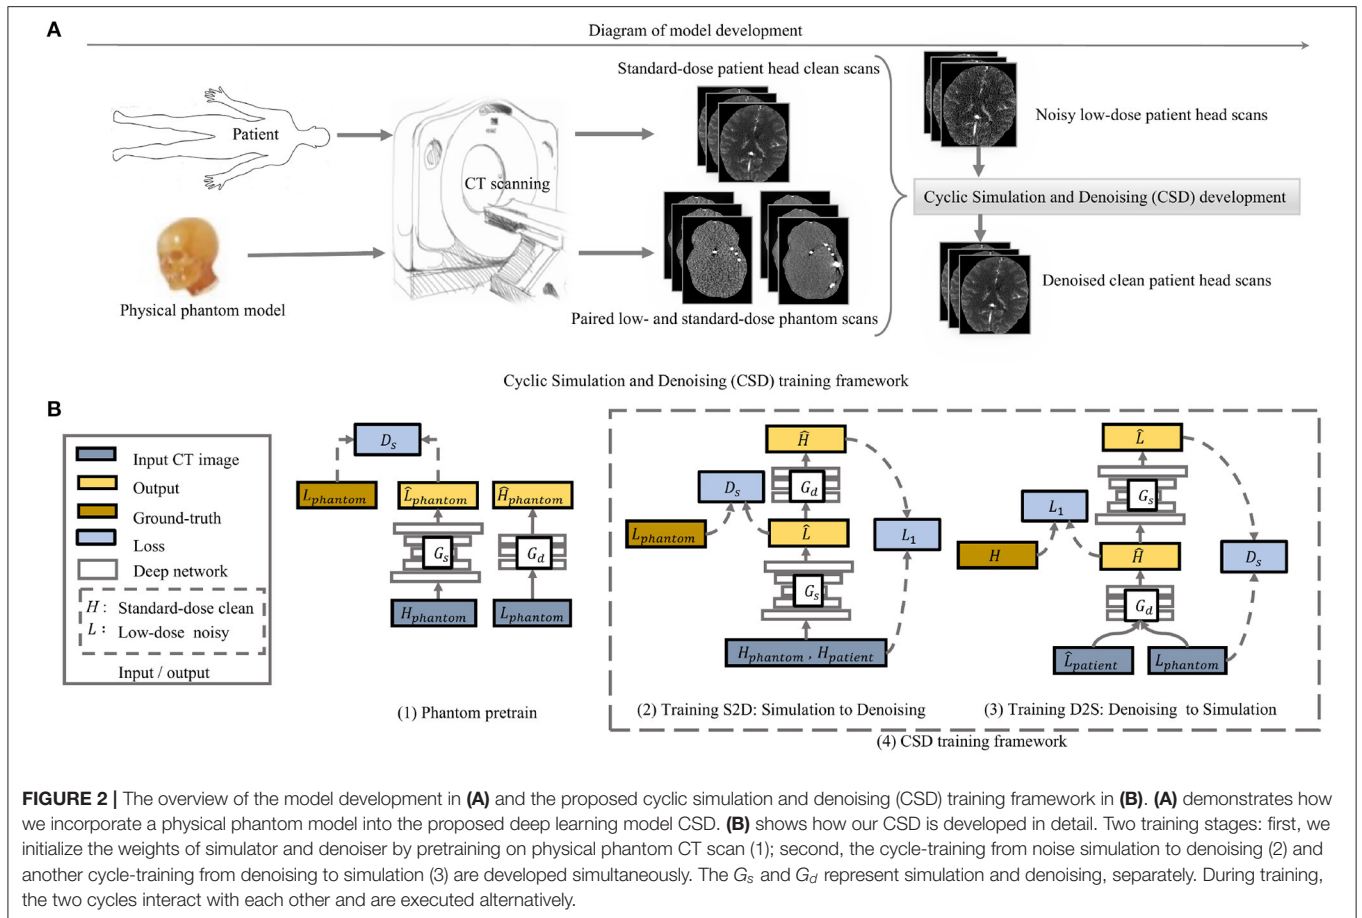 A
Diagram of model development
Standard-dose patient head clean scans
Patient
CT scanning
Noisy low-dose patient head scans
Cyclic Simulation and Denoising (CSD) development
Physical phantom model
Paired low- and standard-dose phantom scans
Denoised clean patient head scans
Cyclic Simulation and Denoising (CSD) training framework
B
Input CT image
Output
Ground-truth
Loss
Deep network
H : Standard-dose clean
L : Low-dose noisy
Input / output
D_s
L_phantom
L̂_phantom
Ĥ_phantom
G_s
G_d
H_phantom
L_phantom
(1) Phantom pretrain
Ĥ
G_d
D_s
L_phantom
L̂
L_1
G_s
H_phantom , H_patient
(2) Training S2D: Simulation to Denoising
L̂
G_s
L_1
H
Ĥ
D_s
G_d
L̂_patient
L_phantom
(3) Training D2S: Denoising to Simulation
(4) CSD training framework
FIGURE 2 | The overview of the model development in (A) and the proposed cyclic simulation and denoising (CSD) training framework in (B). (A) demonstrates how
we incorporate a physical phantom model into the proposed deep learning model CSD. (B) shows how our CSD is developed in detail. Two training stages: first, we
initialize the weights of simulator and denoiser by pretraining on physical phantom CT scan (1); second, the cycle-training from noise simulation to denoising (2) and
another cycle-training from denoising to simulation (3) are developed simultaneously. The G_s and G_d represent simulation and denoising, separately. During training,
the two cycles interact with each other and are executed alternatively.